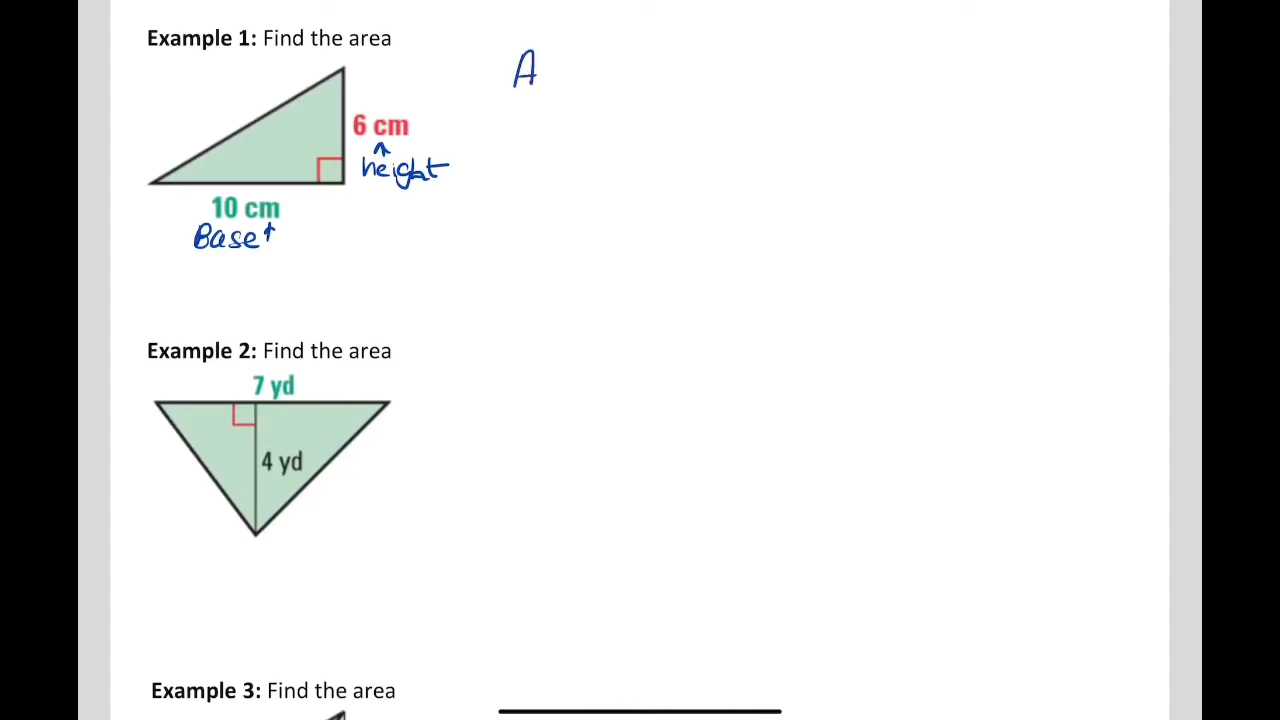 Example 1: Find the area
A
6 cm
height
10 cm
Base
Example 2: Find the area
7 yd
4 yd
Example 3: Find the area